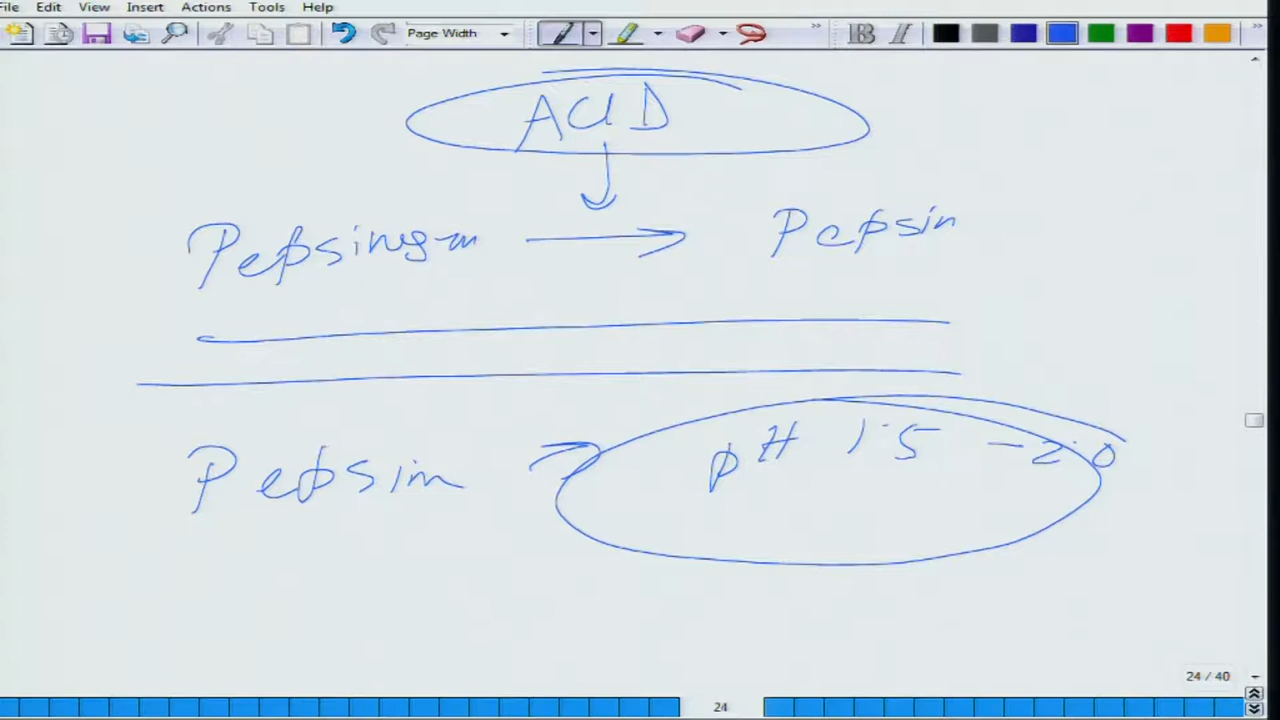 File Edit View Insert Actions Tools Help
Page Width B I
ACID
Pepsinogen → Pepsin
Pepsin → pH 1.5 - 2.0
24 / 40
24